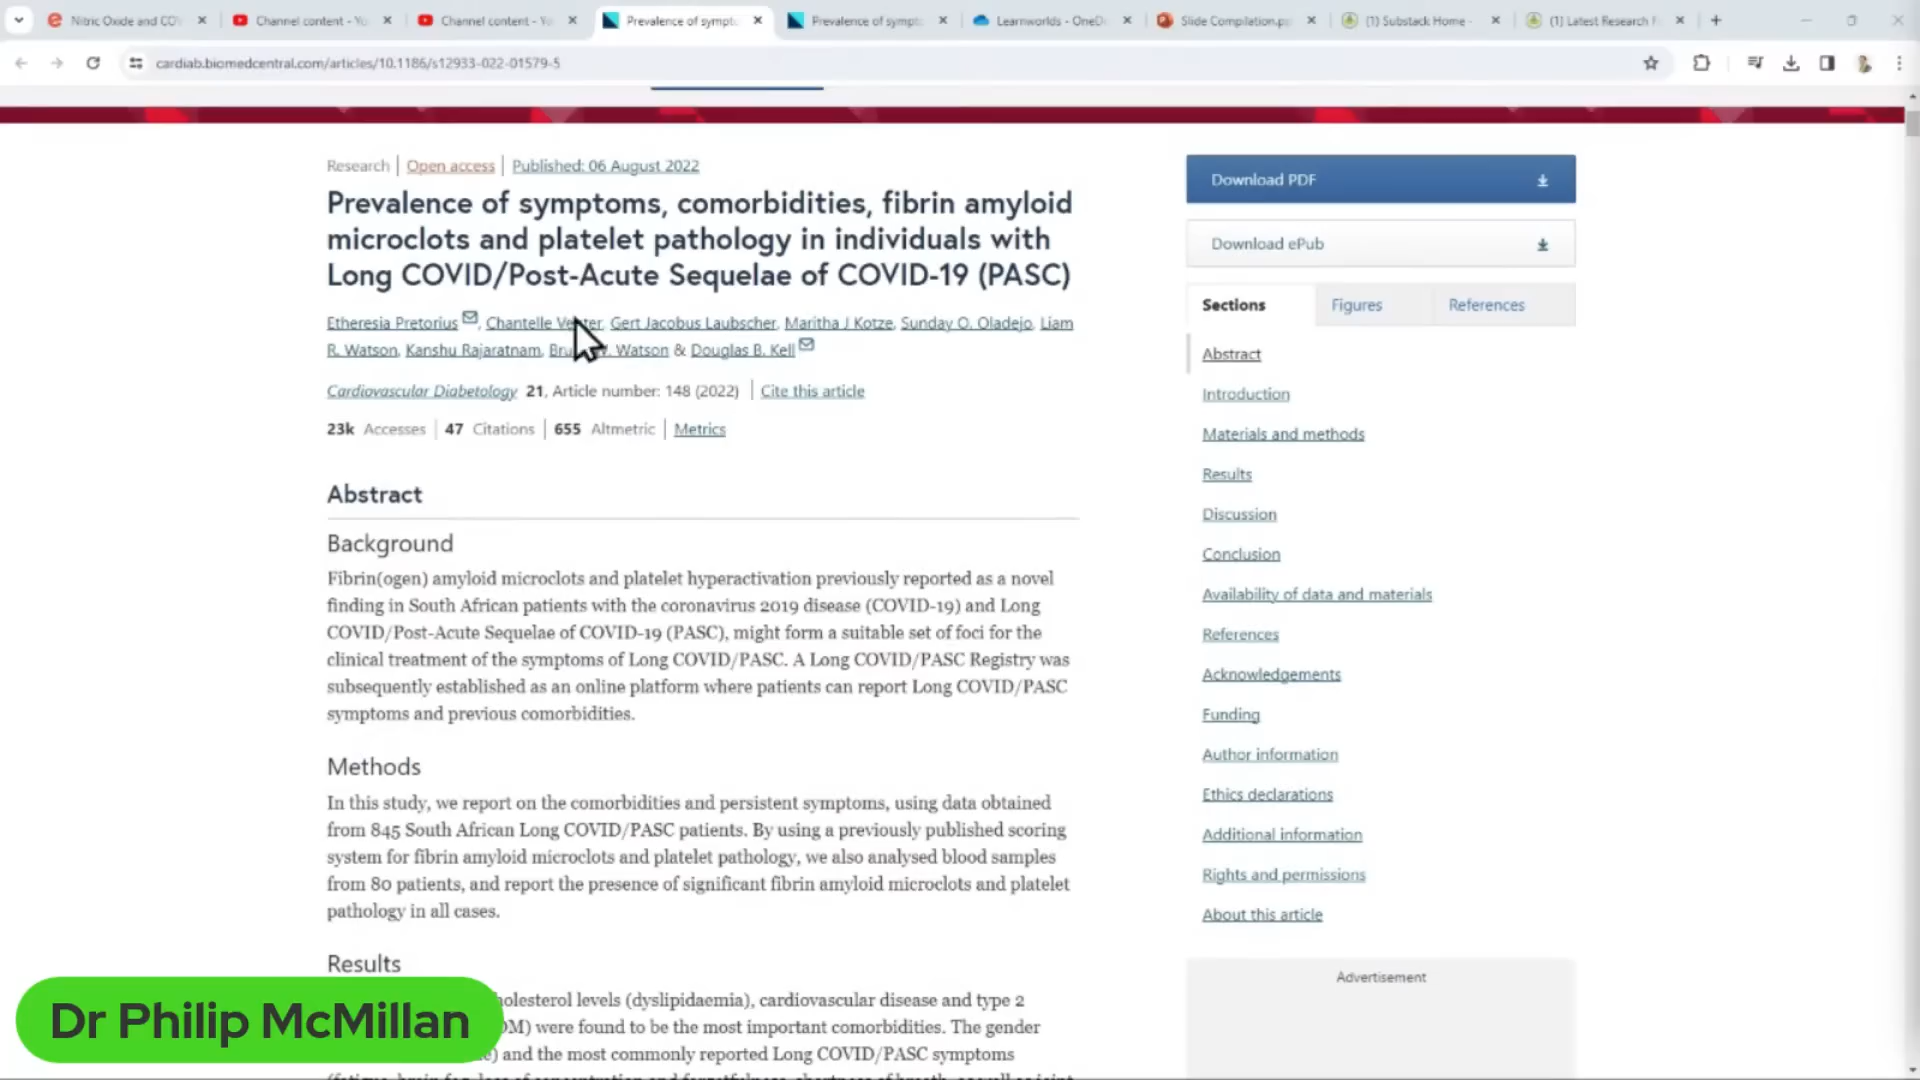 Nitric Oxide and COV
Channel content - Yo
Channel content - Yo
Prevalence of sympto
Prevalence of sympto
Learnworlds - OneD
Slide Compilation.pp
(1) Substack Home -
(1) Latest Research F
cardiab.biomedcentral.com/articles/10.1186/s12933-022-01579-5
Research | Open access | Published: 06 August 2022
Prevalence of symptoms, comorbidities, fibrin amyloid
microclots and platelet pathology in individuals with
Long COVID/Post-Acute Sequelae of COVID-19 (PASC)
Etheresia Pretorius, Chantelle Venter, Gert Jacobus Laubscher, Maritha J Kotze, Sunday O. Oladejo, Liam
R. Watson, Kanshu Rajaratnam, Watson & Douglas B. Kell
Cardiovascular Diabetology 21, Article number: 148 (2022) | Cite this article
23k Accesses | 47 Citations | 655 Altmetric | Metrics
Abstract
Background
Fibrin(ogen) amyloid microclots and platelet hyperactivation previously reported as a novel
finding in South African patients with the coronavirus 2019 disease (COVID-19) and Long
COVID/Post-Acute Sequelae of COVID-19 (PASC), might form a suitable set of foci for the
clinical treatment of the symptoms of Long COVID/PASC. A Long COVID/PASC Registry was
subsequently established as an online platform where patients can report Long COVID/PASC
symptoms and previous comorbidities.
Methods
In this study, we report on the comorbidities and persistent symptoms, using data obtained
from 845 South African Long COVID/PASC patients. By using a previously published scoring
system for fibrin amyloid microclots and platelet pathology, we also analysed blood samples
from 80 patients, and report the presence of significant fibrin amyloid microclots and platelet
pathology in all cases.
Results
holesterol levels (dyslipidaemia), cardiovascular disease and type 2
OM) were found to be the most important comorbidities. The gender
e) and the most commonly reported Long COVID/PASC symptoms
Dr Philip McMillan
Download PDF
Download ePub
Sections
Figures
References
Abstract
Introduction
Materials and methods
Results
Discussion
Conclusion
Availability of data and materials
References
Acknowledgements
Funding
Author information
Ethics declarations
Additional information
Rights and permissions
About this article
Advertisement